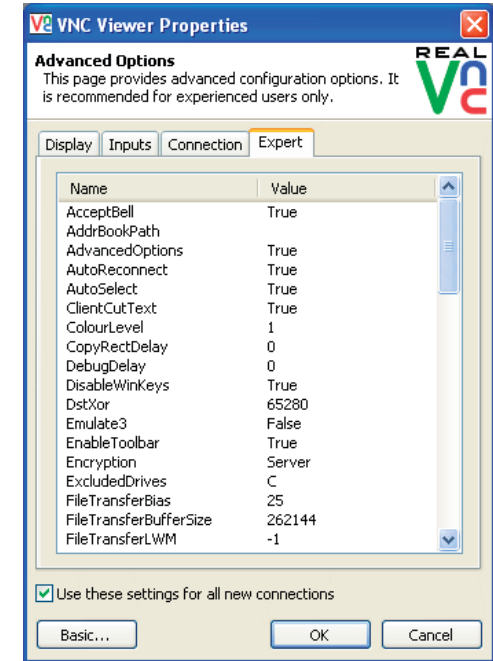 VNC Viewer Properties
Advanced Options
This page provides advanced configuration options. It
is recommended for experienced users only.
REAL
VNC
Display Inputs Connection Expert
Name Value
AcceptBell True
AddrBookPath
AdvancedOptions True
AutoReconnect True
AutoSelect True
ClientCutText True
ColourLevel 1
CopyRectDelay 0
DebugDelay 0
DisableWinKeys True
DstXor 65280
Emulate3 False
EnableToolbar True
Encryption Server
ExcludedDrives C
FileTransferBias 25
FileTransferBufferSize 262144
FileTransferLWM -1
Use these settings for all new connections
Basic... OK Cancel